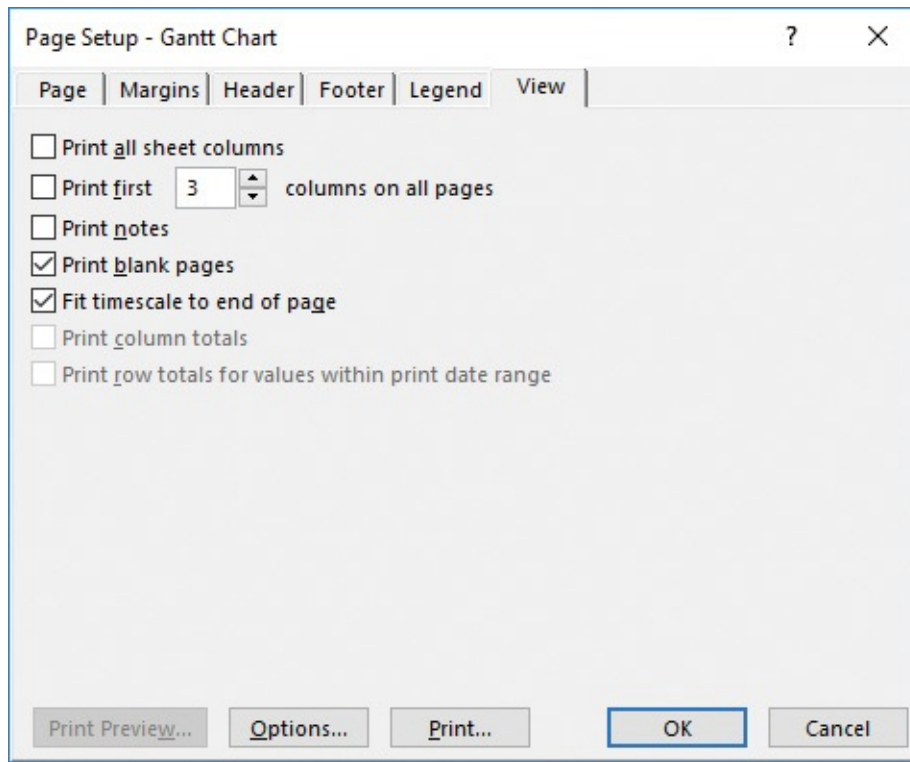 Page Setup - Gantt Chart ?
Page Margins Header Footer Legend View
Print all sheet columns
Print first 3 columns on all pages
Print notes
Print blank pages
Fit timescale to end of page
Print column totals
Print row totals for values within print date range
Print Preview... Options... Print... OK Cancel